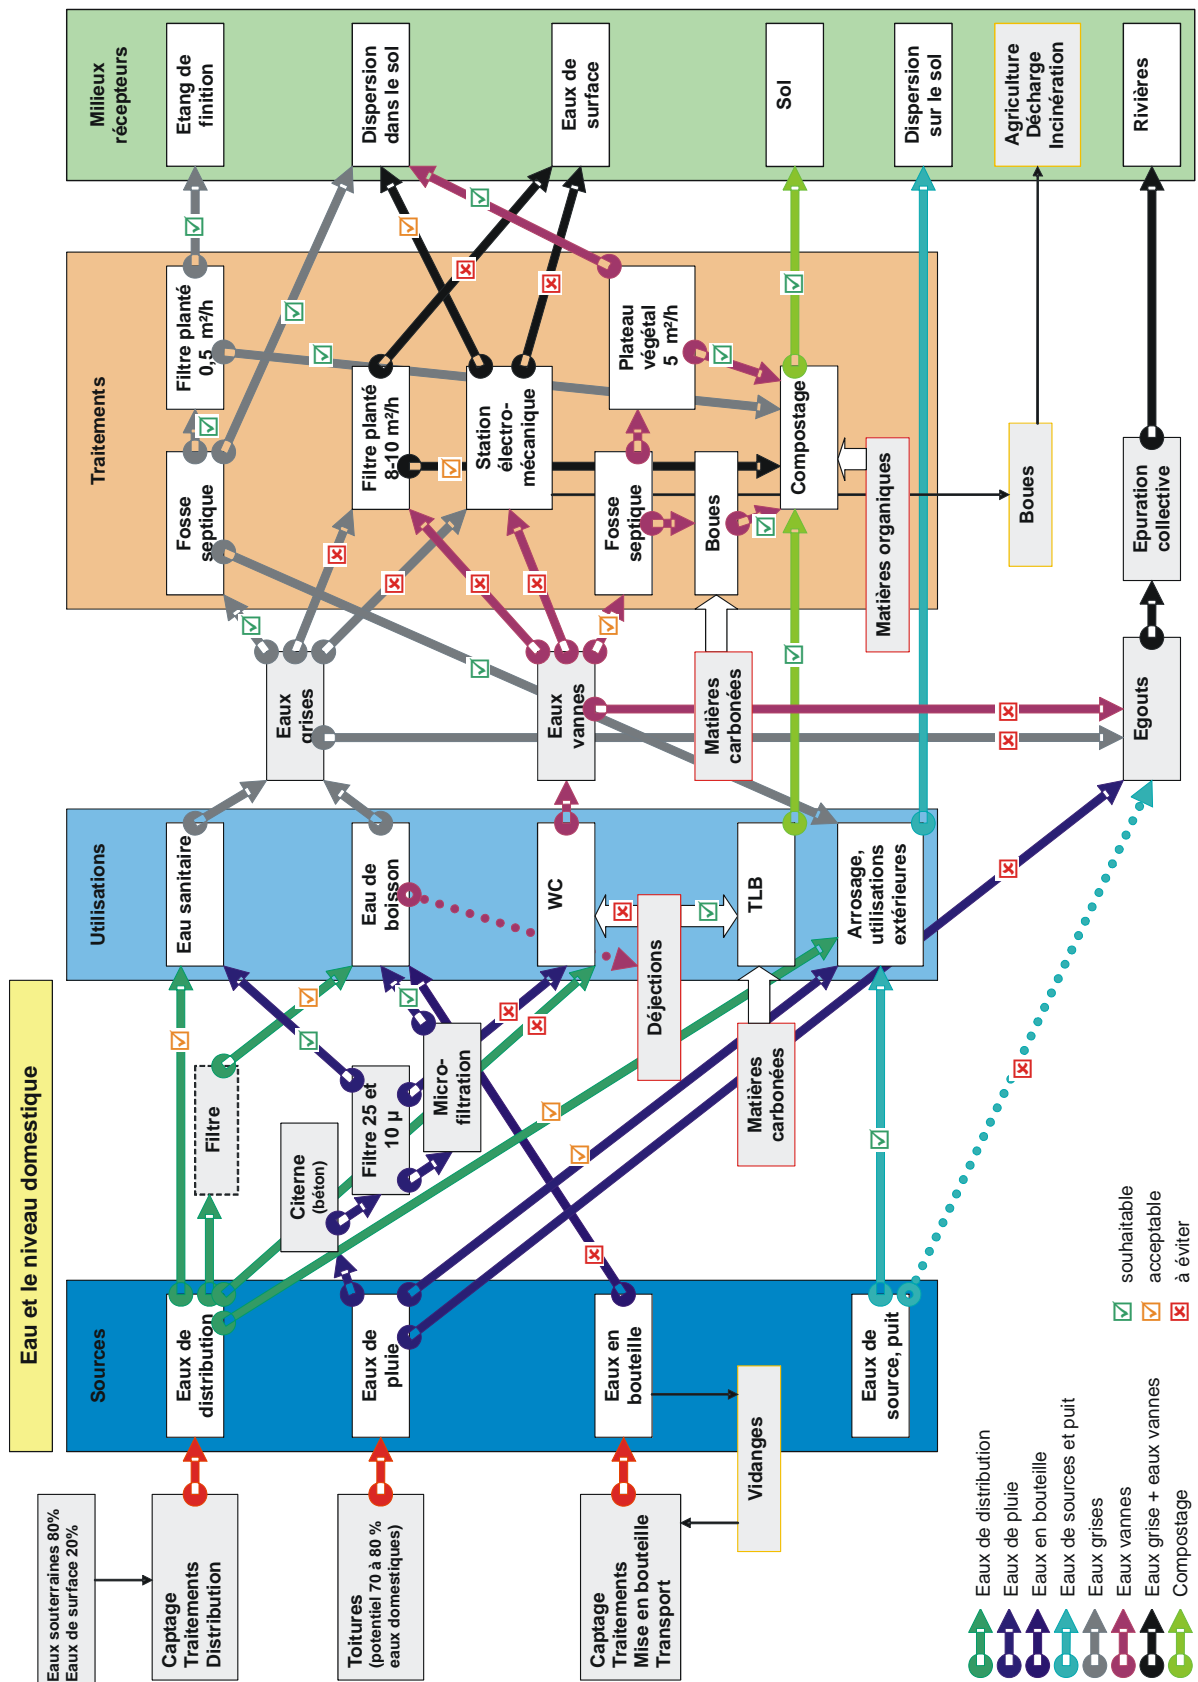 Eau et le niveau domestique
Eaux souterraines 80%
Eaux de surface 20%
Captage
Traitements
Distribution
Toitures
(potentiel 70 à 80 %
eaux domestiques)
Captage
Traitements
Mise en bouteille
Transport
Vidanges
Sources
Eaux de
distribution
Eaux de
pluie
Eaux en
bouteille
Eaux de
source, puit
Filtre
Citerne
(béton)
Filtre 25 et
10 µ
Micro-
filtration
Matières
carbonées
Déjections
Utilisations
Eau sanitaire
Eau de
boisson
WC
TLB
Arrosage,
utilisations
extérieures
Eaux
grises
Eaux
vannes
Matières
carbonées
Matières organiques
Egouts
Traitements
Fosse
septique
Filtre planté
0,5 m²/h
Filtre planté
8-10 m²/h
Station
électro-
mécanique
Fosse
septique
Plateau
végétal
5 m²/h
Boues
Compostage
Boues
Epuration
collective
Milieux
récepteurs
Etang de
finition
Dispersion
dans le sol
Eaux de
surface
Sol
Dispersion
sur le sol
Agriculture
Décharge
Incinération
Rivières
Eaux de distribution
Eaux de pluie
Eaux en bouteille
Eaux de sources et puit
Eaux grises
Eaux vannes
Eaux grise + eaux vannes
Compostage
souhaitable
acceptable
à éviter